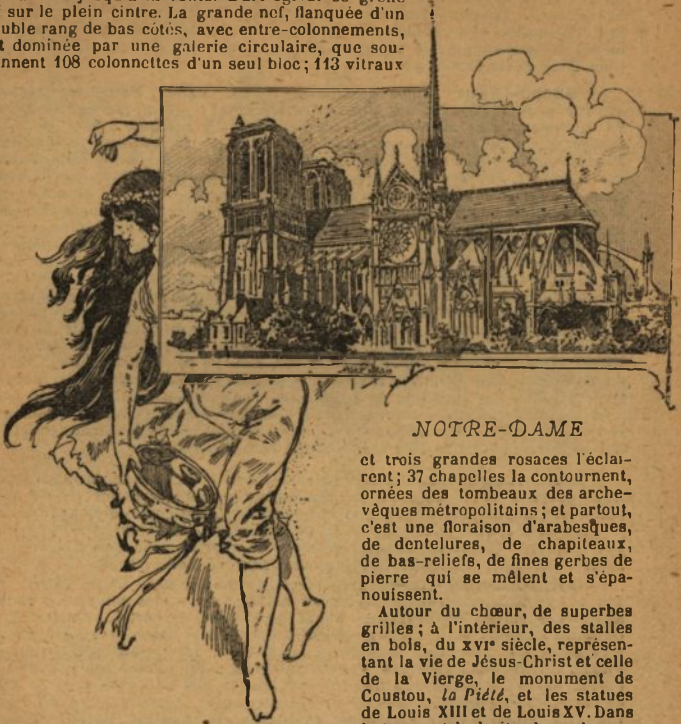 sur le plein cintre. La grande nef, flanquée d'un
uble rang de bas côtés, avec entre-colonnements,
t dominée par une galerie circulaire, que sou-
nnent 108 colonnettes d'un seul bloc; 113 vitraux
NOTRE-DAME
et trois grandes rosaces l'éclai-
rent; 37 chapelles la contournent,
ornées des tombeaux des arche-
vêques métropolitains; et partout,
c'est une floraison d'arabesques,
de dentelures, de chapiteaux,
de bas-reliefs, de fines gerbes de
pierre qui se mêlent et s'épa-
nouissent.
Autour du chœur, de superbes
grilles; à l'intérieur, des stalles
en bois, du XVIe siècle, représen-
tant la vie de Jésus-Christ et celle
de la Vierge, le monument de
Coustou, la Piété, et les statues
de Louis XIII et de Louis XV. Dans